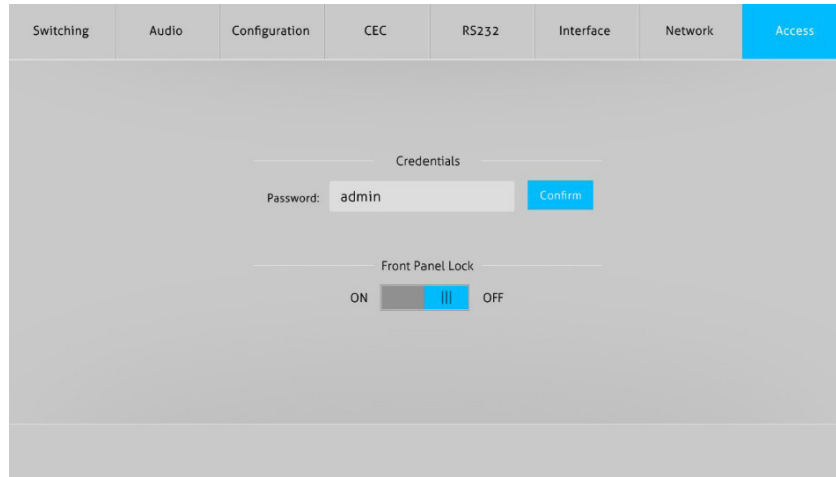 Switching Audio Configuration CEC RS232 Interface Network Access
Credentials
Password: admin Confirm
Front Panel Lock
ON OFF